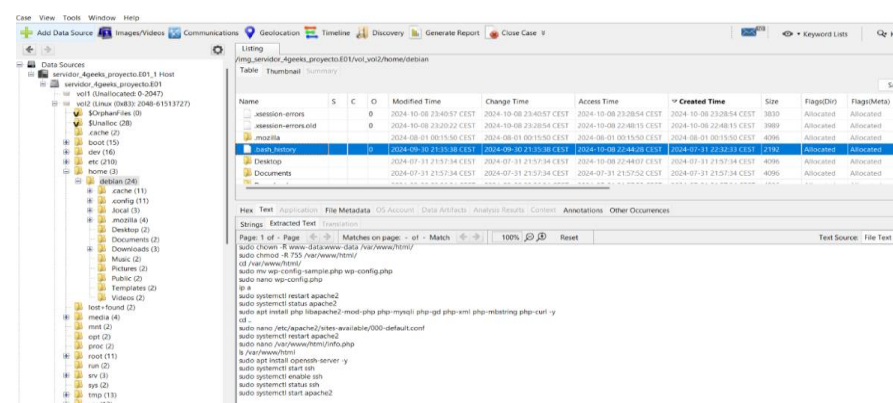 Case View Tools Window Help
Add Data Source Images/Videos Communications Geolocation Timeline Discovery Generate Report Close Case Keyword Lists
Listing
/img_servidor_4geeks_proyecto.E01/vol_vol2/home/debian
Table Thumbnail Summary
Name S C O Modified Time Change Time Access Time Created Time Size Flags(Dir) Flags(Meta)
.xsession-errors 0 2024-10-08 23:40:57 CEST 2024-10-08 23:40:57 CEST 2024-10-08 23:28:54 CEST 2024-10-08 23:28:54 CEST 3830 Allocated Allocated
.xsession-errors.old 0 2024-10-08 23:20:22 CEST 2024-10-08 23:28:54 CEST 2024-10-08 22:48:15 CEST 2024-10-08 22:48:15 CEST 3989 Allocated Allocated
.mozilla 2024-08-01 00:15:50 CEST 2024-08-01 00:15:50 CEST 2024-08-01 00:15:50 CEST 2024-08-01 00:15:50 CEST 4096 Allocated Allocated
.bash_history 0 2024-09-30 21:35:38 CEST 2024-09-30 21:35:38 CEST 2024-10-08 22:44:28 CEST 2024-07-31 22:32:33 CEST 2192 Allocated Allocated
Desktop 2024-07-31 21:57:34 CEST 2024-07-31 21:57:34 CEST 2024-10-08 22:44:07 CEST 2024-07-31 21:57:34 CEST 4096 Allocated Allocated
Documents 2024-07-31 21:57:34 CEST 2024-07-31 21:57:34 CEST 2024-07-31 21:57:52 CEST 2024-07-31 21:57:34 CEST 4096 Allocated Allocated
Data Sources
servidor_4geeks_proyecto.E01_1 Host
servidor_4geeks_proyecto.E01
vol1 (Unallocated: 0-2047)
vol2 (Linux (0x83): 2048-61513727)
$OrphanFiles (0)
$Unalloc (28)
.cache (2)
boot (15)
dev (16)
etc (210)
home (3)
debian (24)
.cache (11)
.config (11)
.local (3)
.mozilla (4)
Desktop (2)
Documents (2)
Downloads (3)
Music (2)
Pictures (2)
Public (2)
Templates (2)
Videos (2)
lost+found (2)
media (4)
mnt (2)
opt (2)
proc (2)
root (11)
run (2)
srv (3)
sys (2)
tmp (13)
Hex Text Application File Metadata OS Account Data Artifacts Analysis Results Context Annotations Other Occurrences
Strings Extracted Text Translation
Page: 1 of - Page Matches on page: - of - Match 100% Reset Text Source: File Text
sudo chown -R www-data:www-data /var/www/html/
sudo chmod -R 755 /var/www/html/
cd /var/www/html/
sudo mv wp-config-sample.php wp-config.php
sudo nano wp-config.php
ip a
sudo systemctl restart apache2
sudo systemctl status apache2
sudo apt install php libapache2-mod-php php-mysqli php-gd php-xml php-mbstring php-curl -y
cd ..
sudo nano /etc/apache2/sites-available/000-default.conf
sudo systemctl restart apache2
sudo nano /var/www/html/info.php
ls /var/www/html
sudo apt install openssh-server -y
sudo systemctl start ssh
sudo systemctl enable ssh
sudo systemctl status ssh
sudo systemctl start apache2